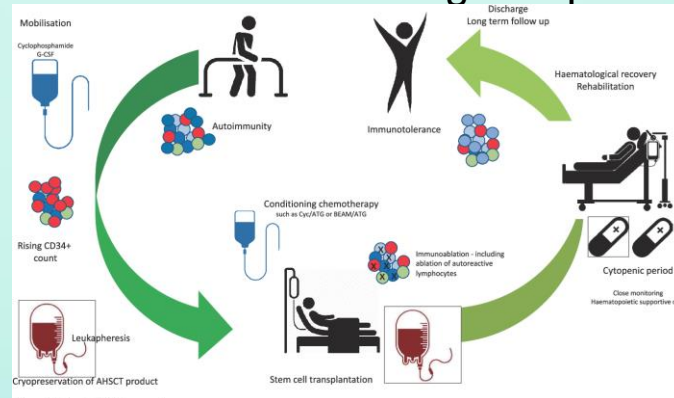 Mobilisation
Cyclophosphamide
G-CSF
Autoimmunity
Rising CD34+
count
Leukapheresis
Cryopreservation of AHSCT product
Conditioning chemotherapy
such as Cyc/ATG or BEAM/ATG
Immunoablation - including
ablation of autoreactive
lymphocytes
Stem cell transplantation
Cytopenic period
Close monitoring
Haematopoietic supportive
Haematological recovery
Rehabilitation
Immunotolerance
Discharge
Long term follow up